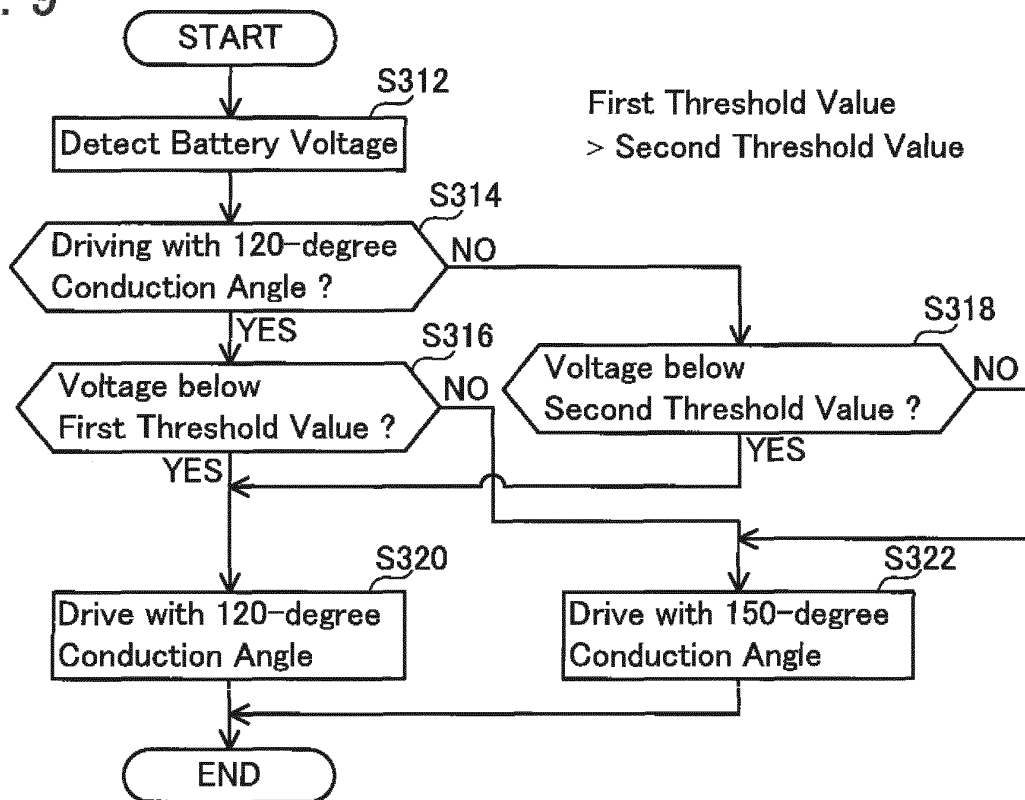 . 9
START
S312
Detect Battery Voltage
First Threshold Value
> Second Threshold Value
S314
Driving with 120-degree
Conduction Angle ?
NO
YES
S316
Voltage below
First Threshold Value ?
NO
YES
S318
Voltage below
Second Threshold Value ?
NO
YES
S320
Drive with 120-degree
Conduction Angle
S322
Drive with 150-degree
Conduction Angle
END